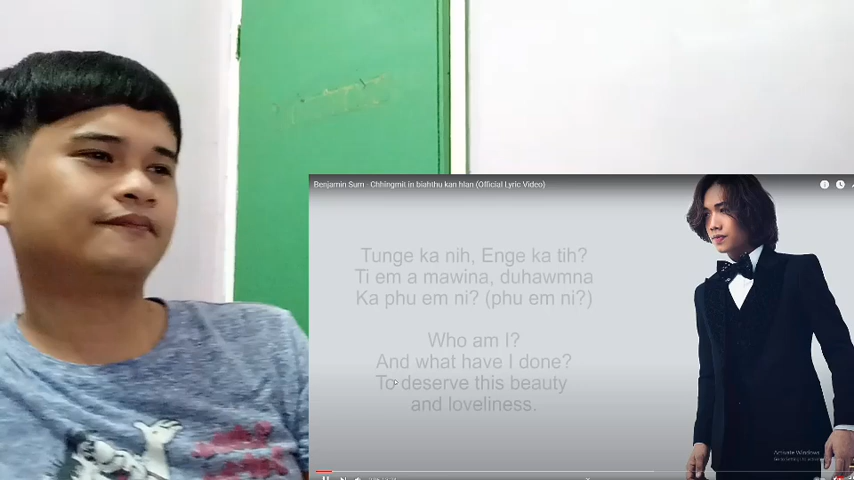 Benjamin Sum - Chhingmit in biahthu kan hlan (Official Lyric Video)
Tunge ka nih, Enge ka tih?
Ti em a mawina, duhawmna
Ka phu em ni? (phu em ni?)
Who am I?
And what have I done?
To deserve this beauty
and loveliness.
Activate Windows